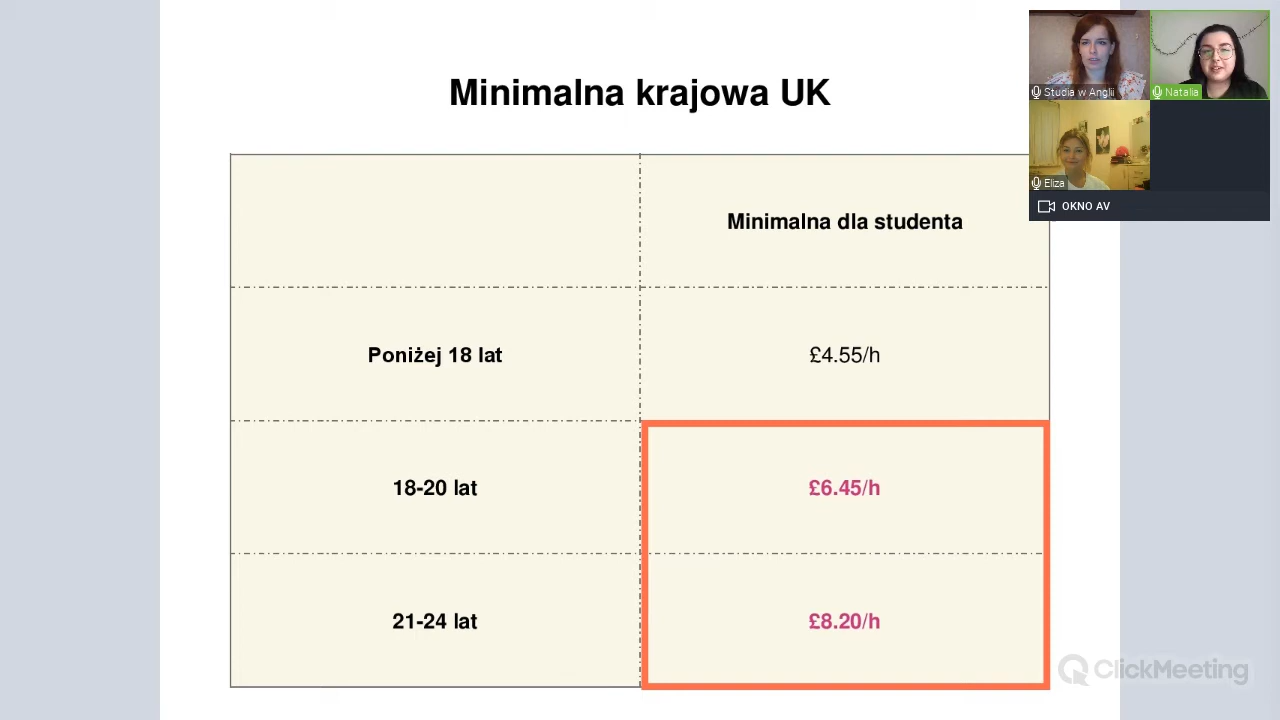 Minimalna krajowa UK
Minimalna dla studenta
Poniżej 18 lat
£4.55/h
18-20 lat
£6.45/h
21-24 lat
£8.20/h
Studia w Anglii
Natalia
Eliza
OKNO AV
ClickMeeting